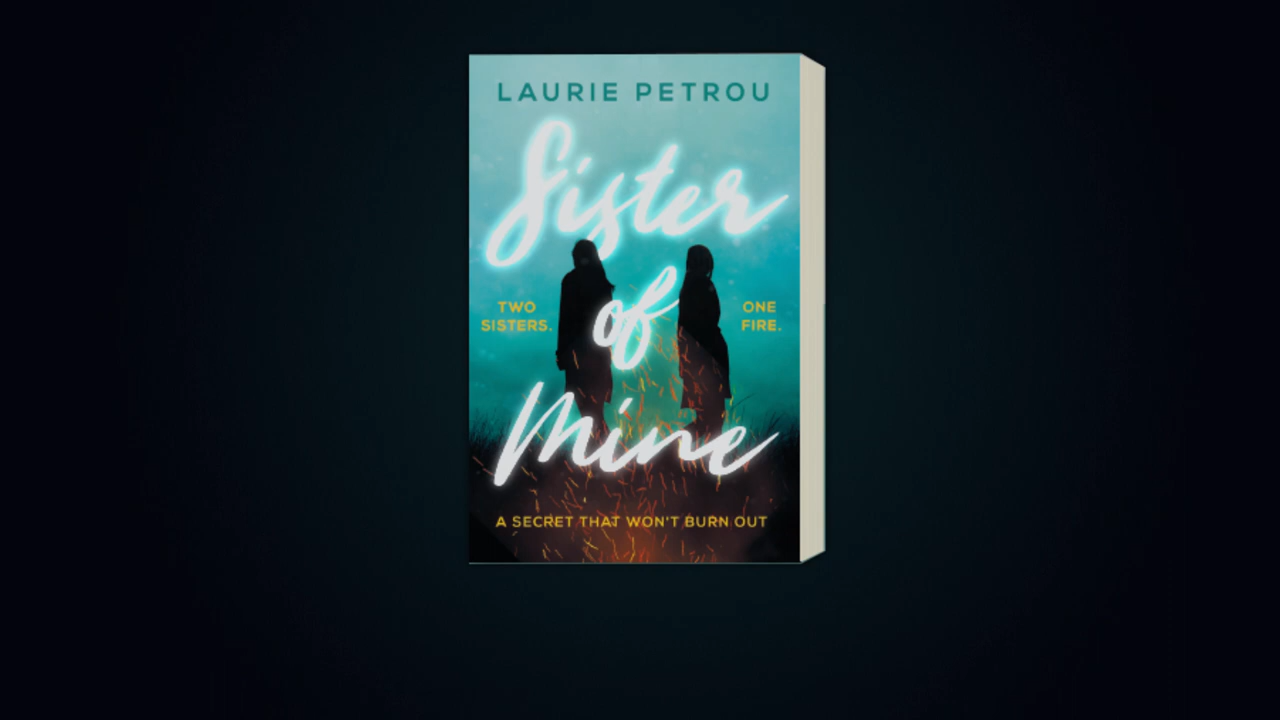 LAURIE PETROU
Sister
of
Mine
TWO
SISTERS.
ONE
FIRE.
A SECRET THAT WON'T BURN OUT